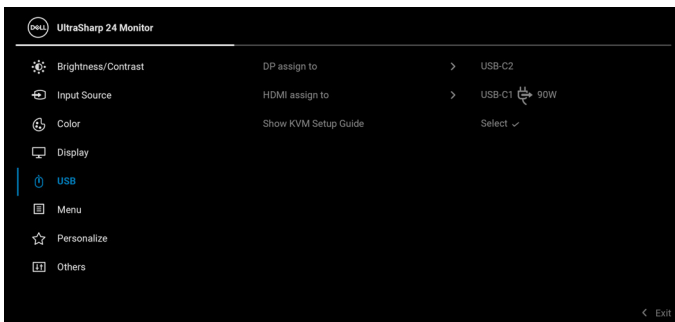 DELL UltraSharp 24 Monitor
Brightness/Contrast DP assign to > USB-C2
Input Source HDMI assign to > USB-C1 90W
Color Show KVM Setup Guide Select ✓
Display
USB
Menu
Personalize
Others
< Exit